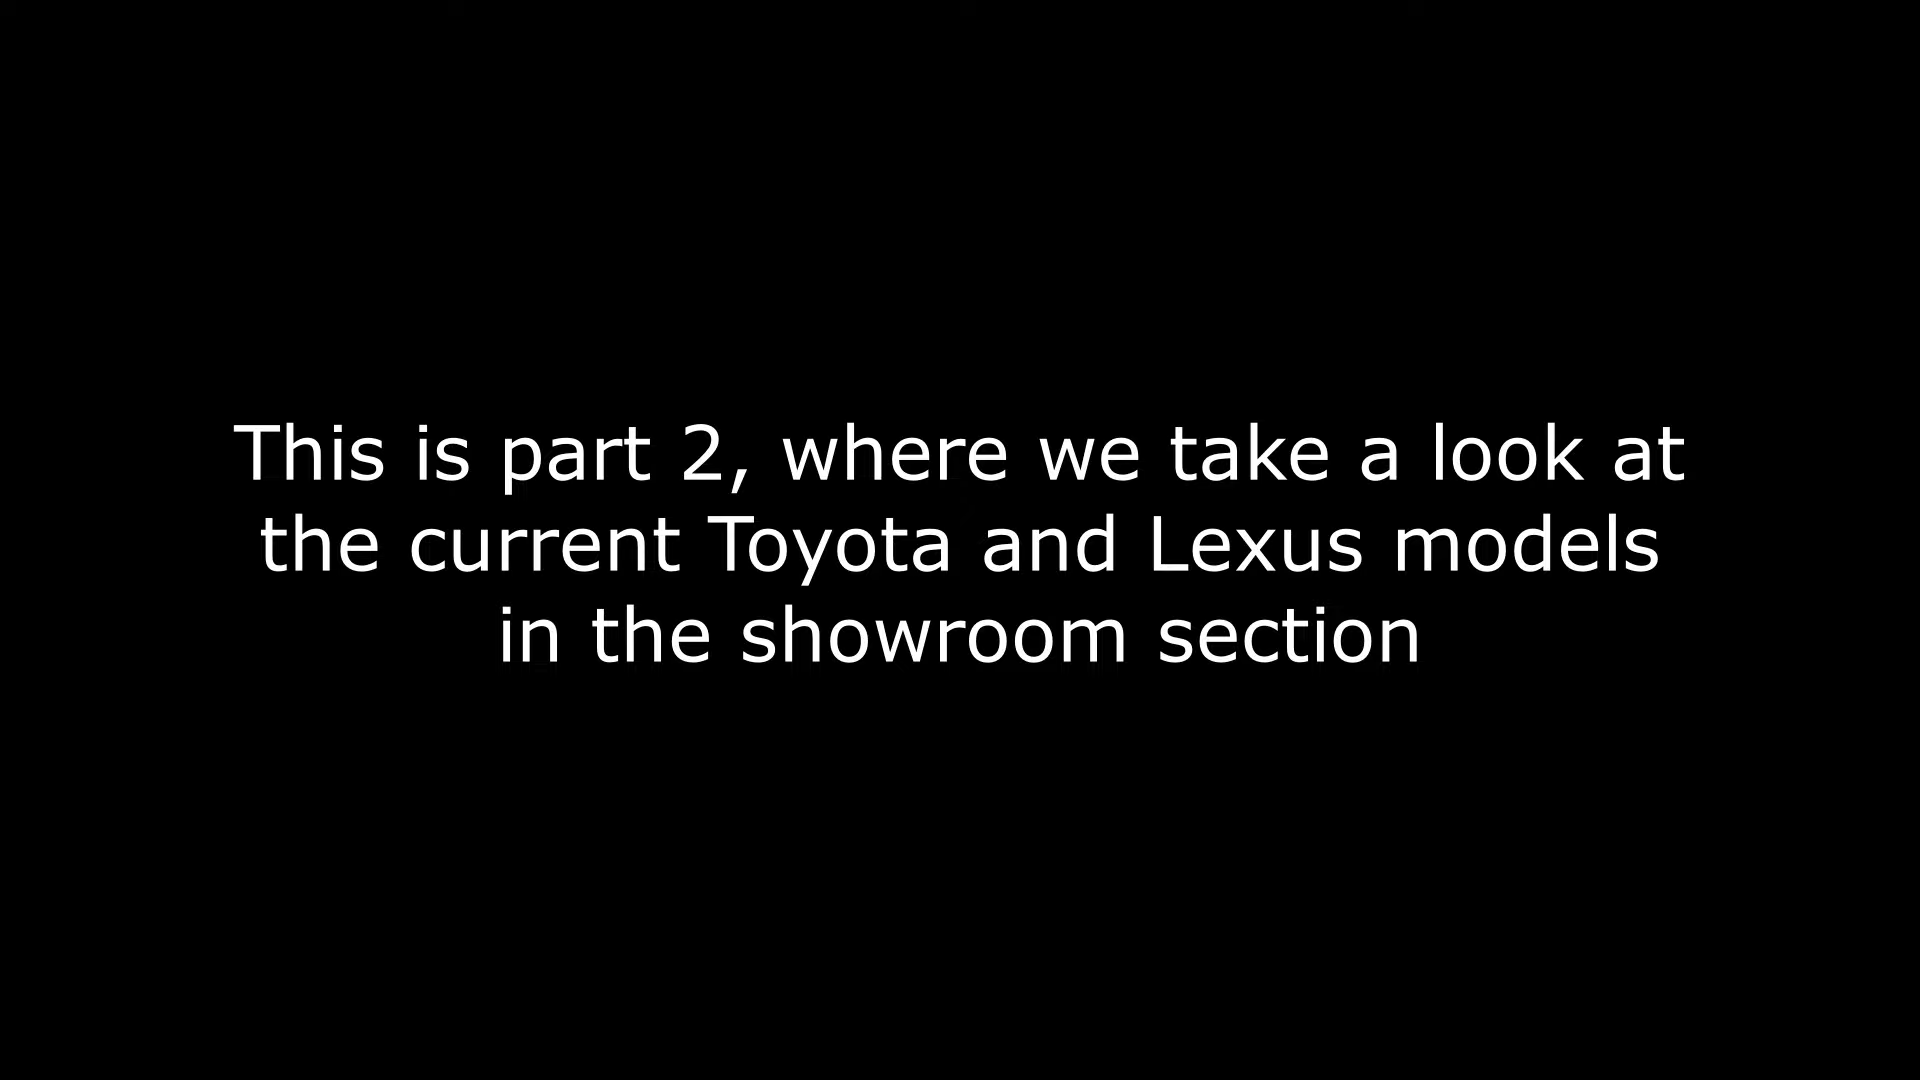 This is part 2, where we take a look at
the current Toyota and Lexus models
in the showroom section